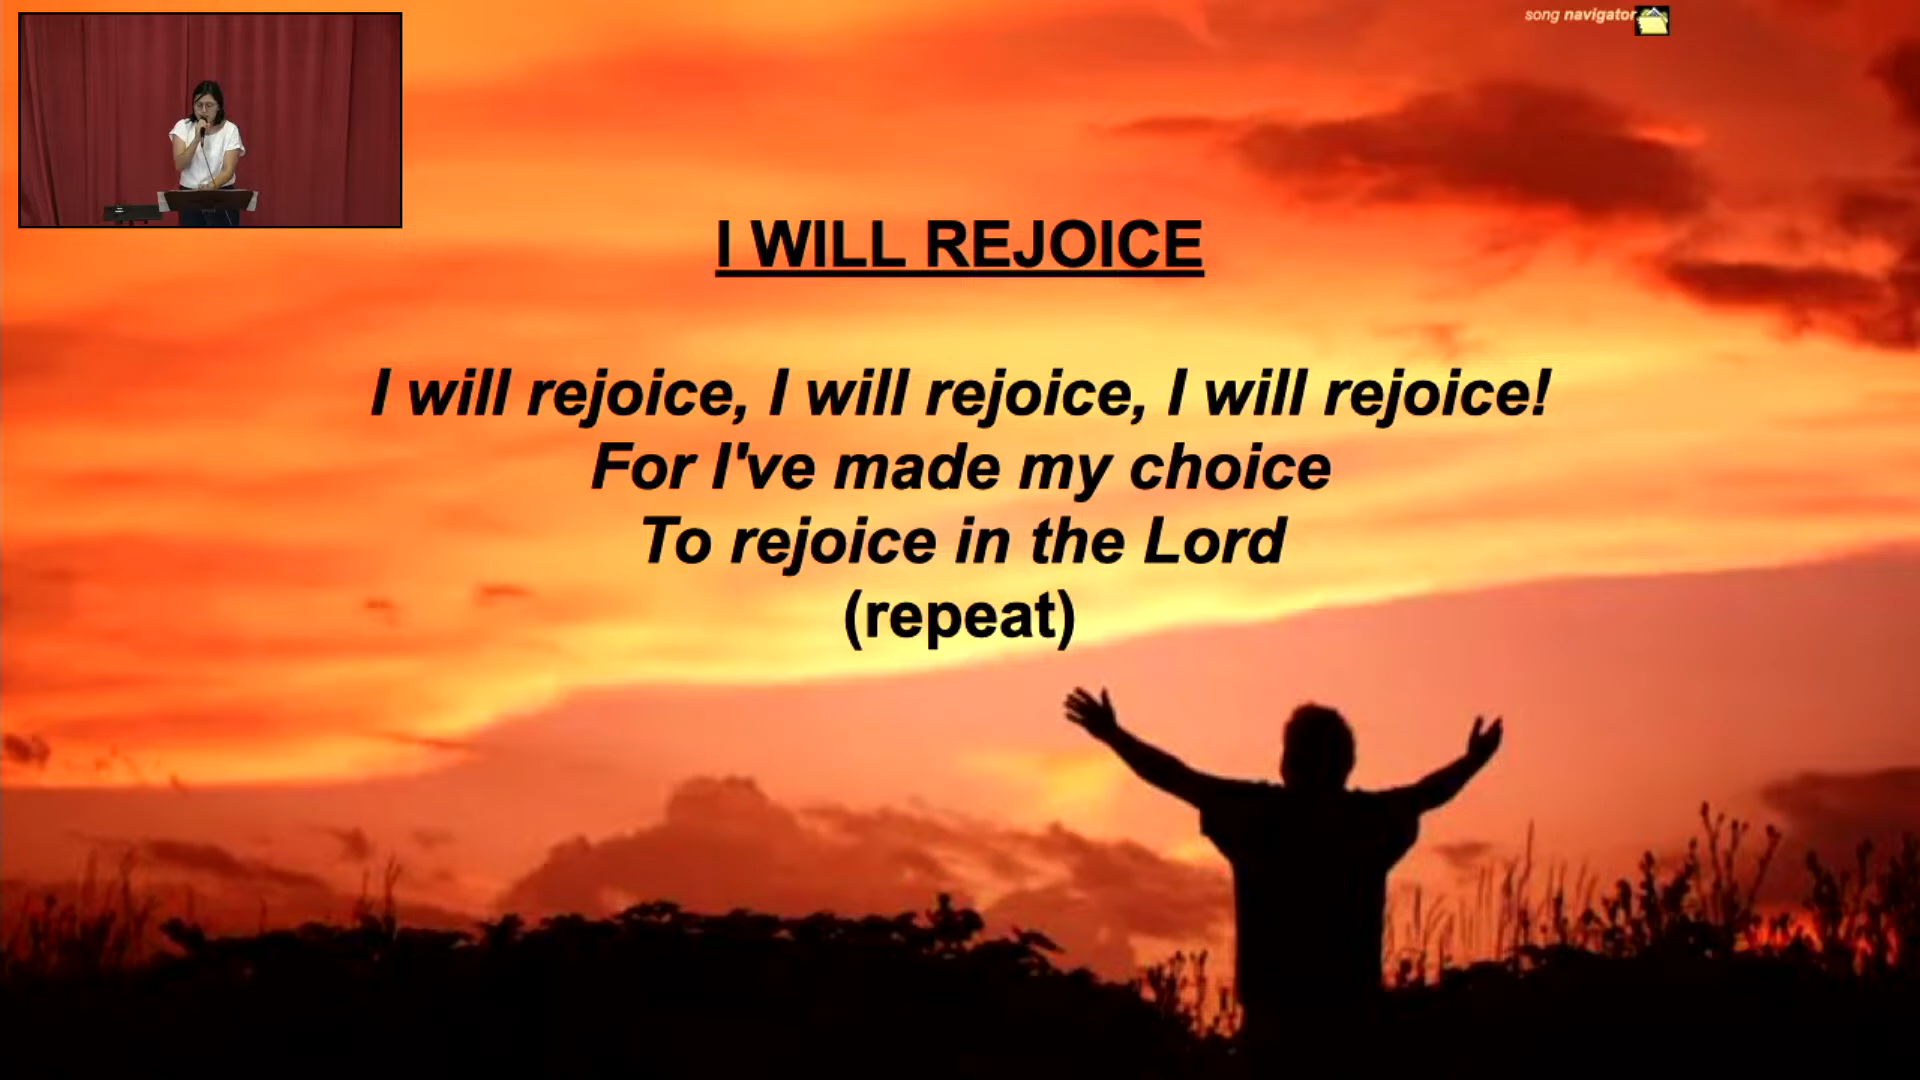 song navigator
I WILL REJOICE
I will rejoice, I will rejoice, I will rejoice!
For I've made my choice
To rejoice in the Lord
(repeat)